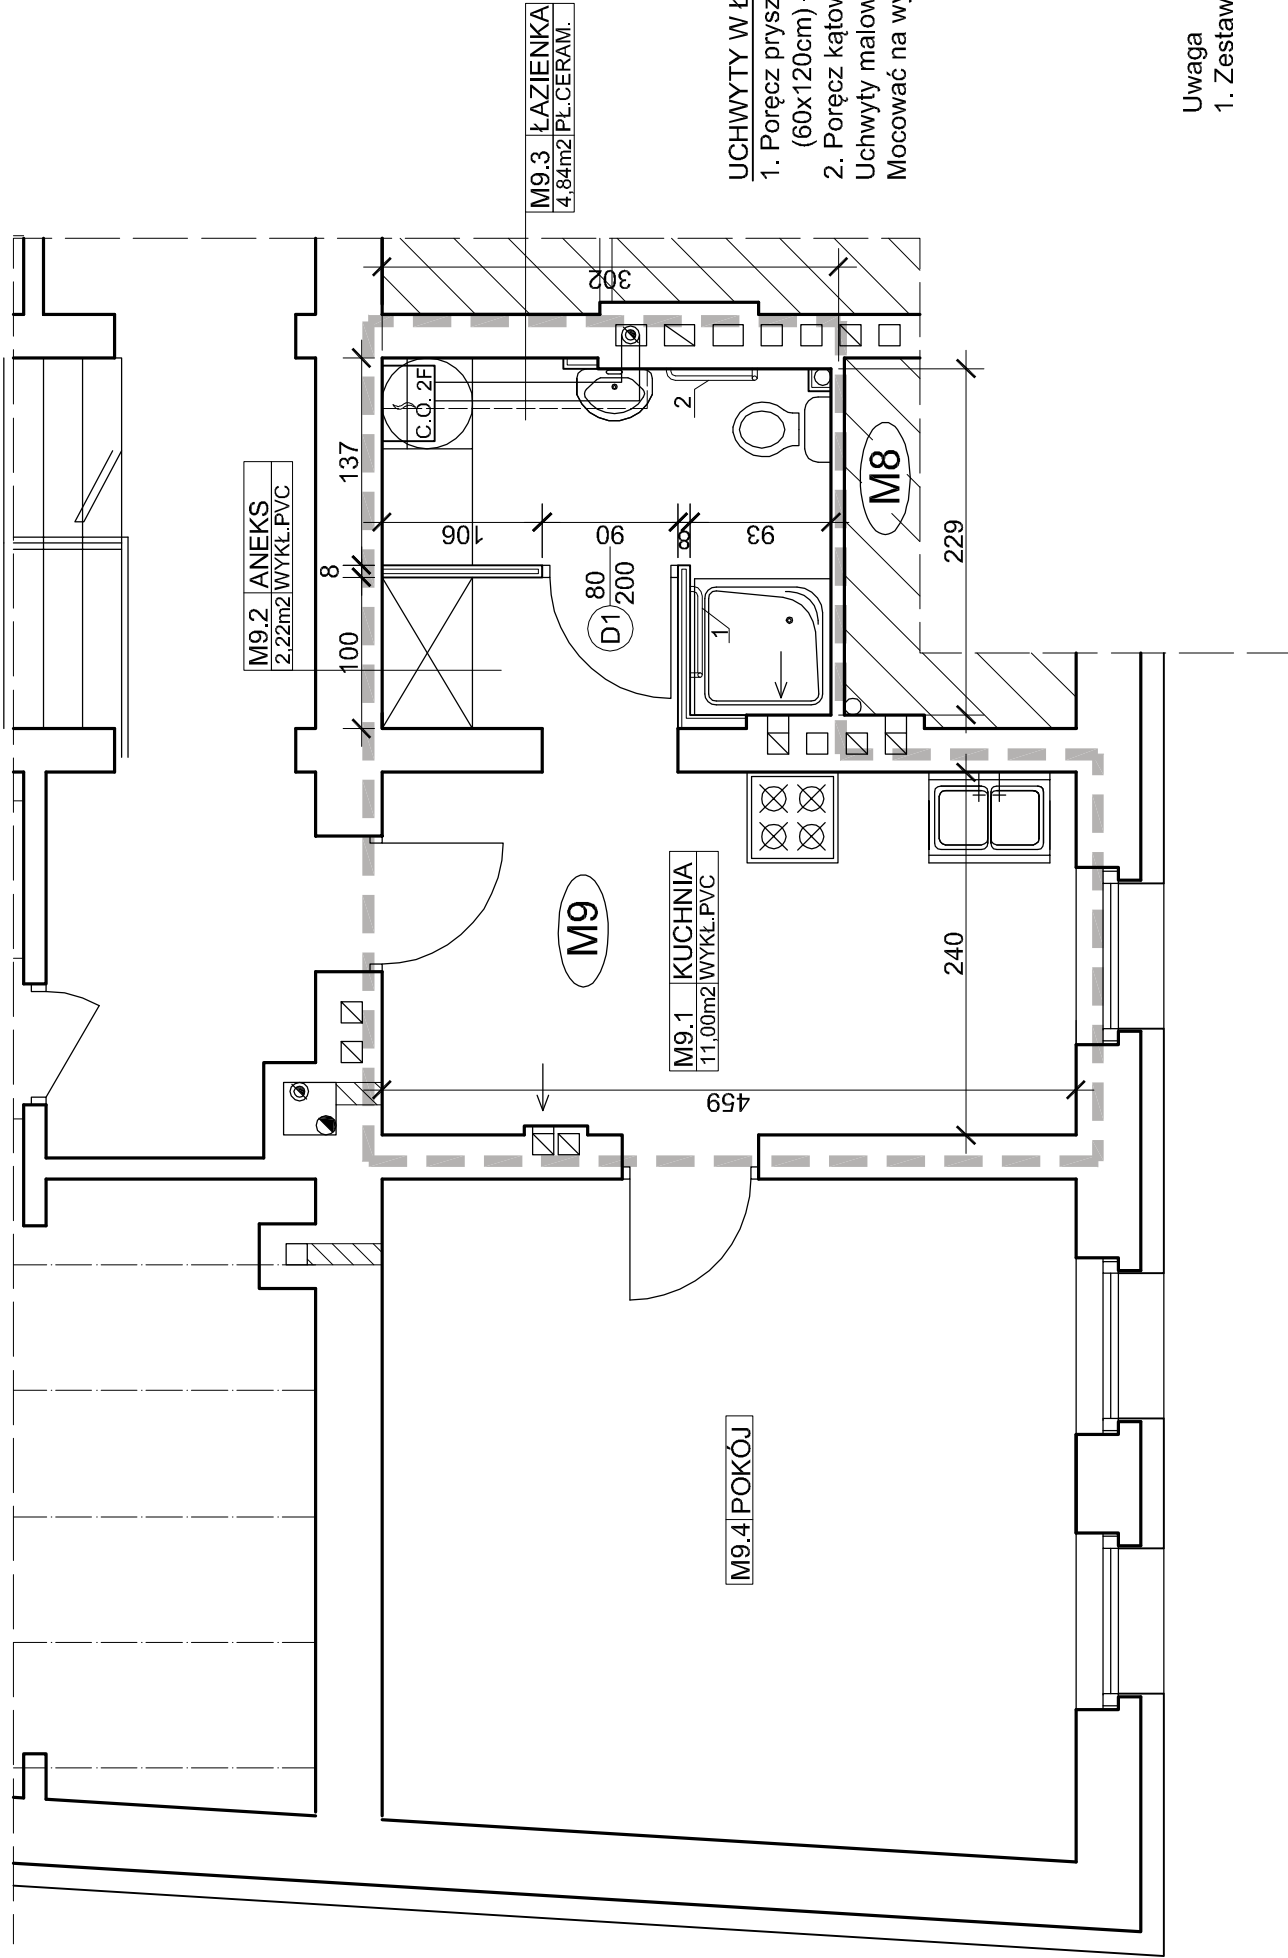 M9.3 ŁAZIENKA
4,84m2 PŁ.CERAM.
UCHWYTY W Ł
1. Poręcz prysz
(60x120cm) -
2. Poręcz kątow
Uchwyty malow
Mocować na wy
Uwaga
1. Zestaw
M9.2 ANEKS
2,22m2 WYKŁ.PVC
302
C.O. 2F
137
8
100
106
90
8
93
D1 80
200
1
2
M8
229
M9
M9.1 KUCHNIA
11,00m2 WYKŁ.PVC
240
459
M9.4 POKÓJ